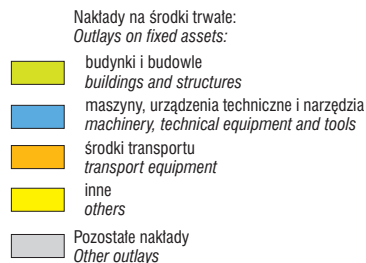 Nakłady na środki trwałe:
Outlays on fixed assets:
budynki i budowle
buildings and structures
maszyny, urządzenia techniczne i narzędzia
machinery, technical equipment and tools
środki transportu
transport equipment
inne
others
Pozostałe nakłady
Other outlays